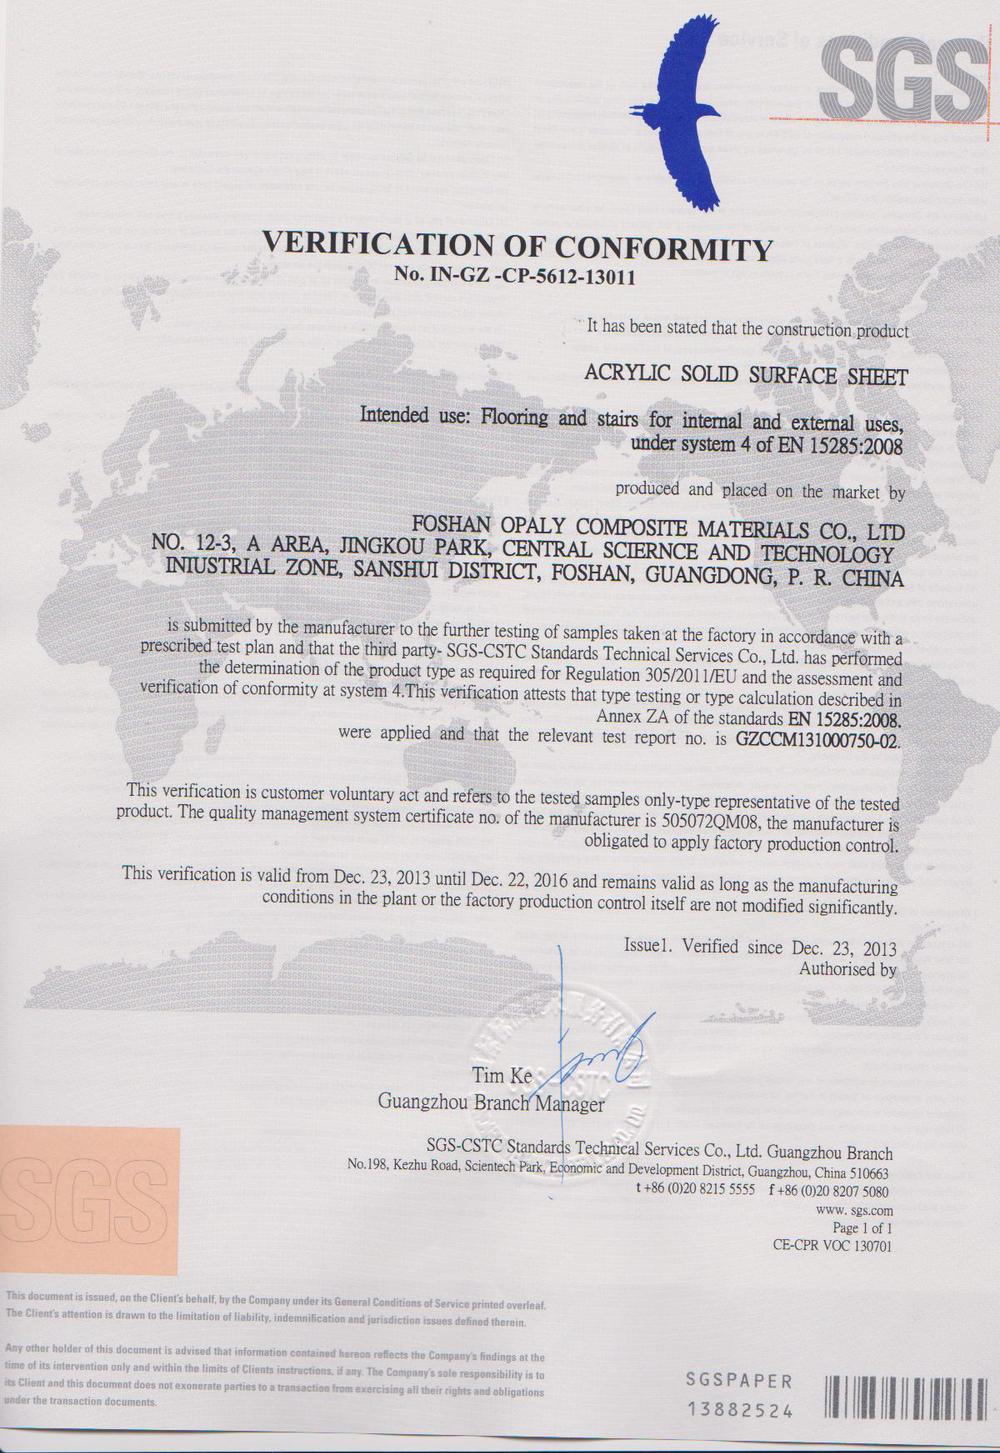 SGS
VERIFICATION OF CONFORMITY
No. IN-GZ -CP-5612-13011
It has been stated that the construction product
ACRYLIC SOLID SURFACE SHEET
Intended use: Flooring and stairs for internal and external uses,
under system 4 of EN 15285:2008
produced and placed on the market by
FOSHAN OPALY COMPOSITE MATERIALS CO., LTD
NO. 12-3, A AREA, JINGKOU PARK, CENTRAL SCIERNCE AND TECHNOLOGY
INIUSTRIAL ZONE, SANSHUI DISTRICT, FOSHAN, GUANGDONG, P. R. CHINA
is submitted by the manufacturer to the further testing of samples taken at the factory in accordance with a
prescribed test plan and that the third party- SGS-CSTC Standards Technical Services Co., Ltd. has performed
the determination of the product type as required for Regulation 305/2011/EU and the assessment and
verification of conformity at system 4.This verification attests that type testing or type calculation described in
Annex ZA of the standards EN 15285:2008.
were applied and that the relevant test report no. is GZCCM131000750-02.
This verification is customer voluntary act and refers to the tested samples only-type representative of the tested
product. The quality management system certificate no. of the manufacturer is 505072QM08, the manufacturer is
obligated to apply factory production control.
This verification is valid from Dec. 23, 2013 until Dec. 22, 2016 and remains valid as long as the manufacturing
conditions in the plant or the factory production control itself are not modified significantly.
Issue1. Verified since Dec. 23, 2013
Authorised by
Tim Ke
Guangzhou Branch Manager
SGS-CSTC Standards Technical Services Co., Ltd. Guangzhou Branch
No.198, Kezhu Road, Scientech Park, Economic and Development District, Guangzhou, China 510663
t +86 (0)20 8215 5555 f +86 (0)20 8207 5080
www. sgs.com
Page 1 of 1
CE-CPR VOC 130701
SGS
This document is issued, on the Client's behalf, by the Company under its General Conditions of Service printed overleaf.
The Client's attention is drawn to the limitation of liability, indemnification and jurisdiction issues defined therein.
Any other holder of this document is advised that information contained hereon reflects the Company's findings at the
time of its intervention only and within the limits of Clients instructions, if any. The Company's sole responsibility is to
its Client and this document does not exonerate parties to a transaction from exercising all their rights and obligations
under the transaction documents.
SGSPAPER
13882524